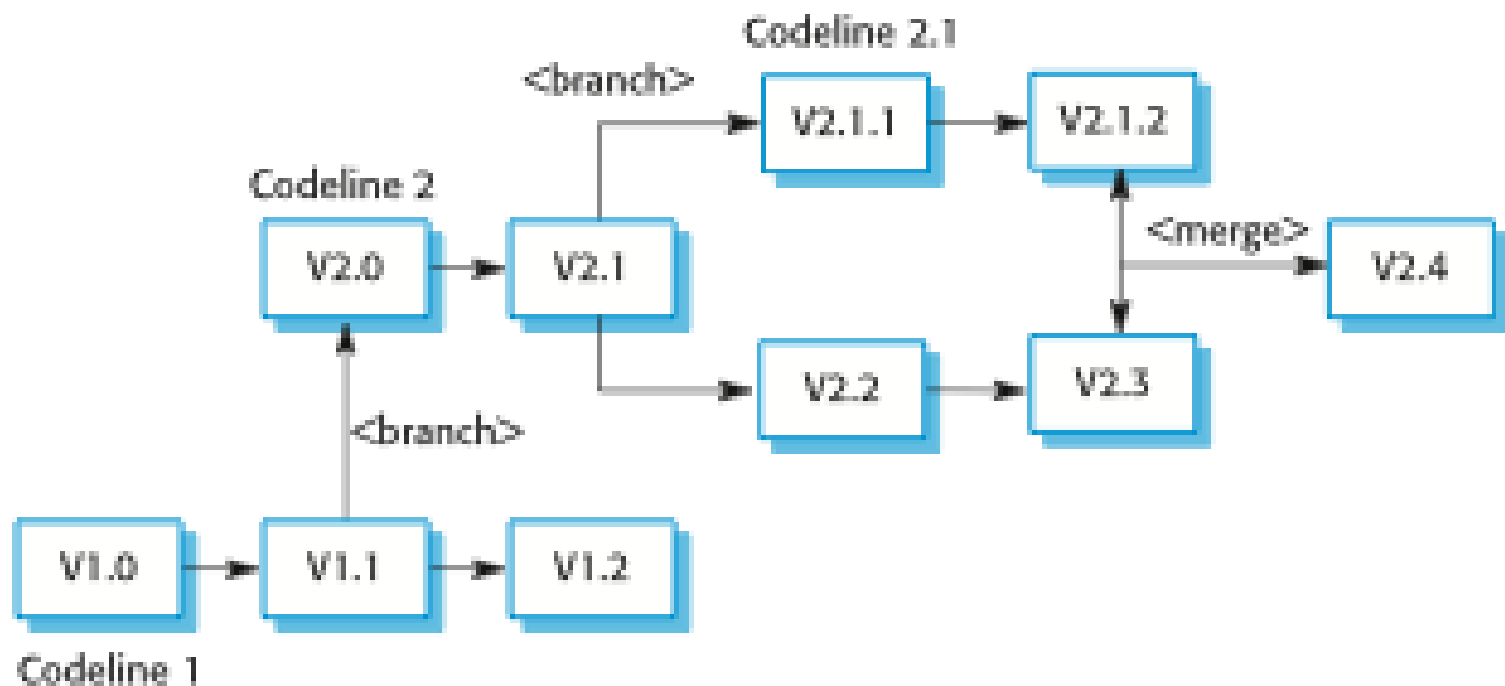 Codeline 2.1
<branch>
V2.1.1
V2.1.2
Codeline 2
<merge>
V2.0
V2.1
V2.4
V2.2
V2.3
<branch>
V1.0
V1.1
V1.2
Codeline 1